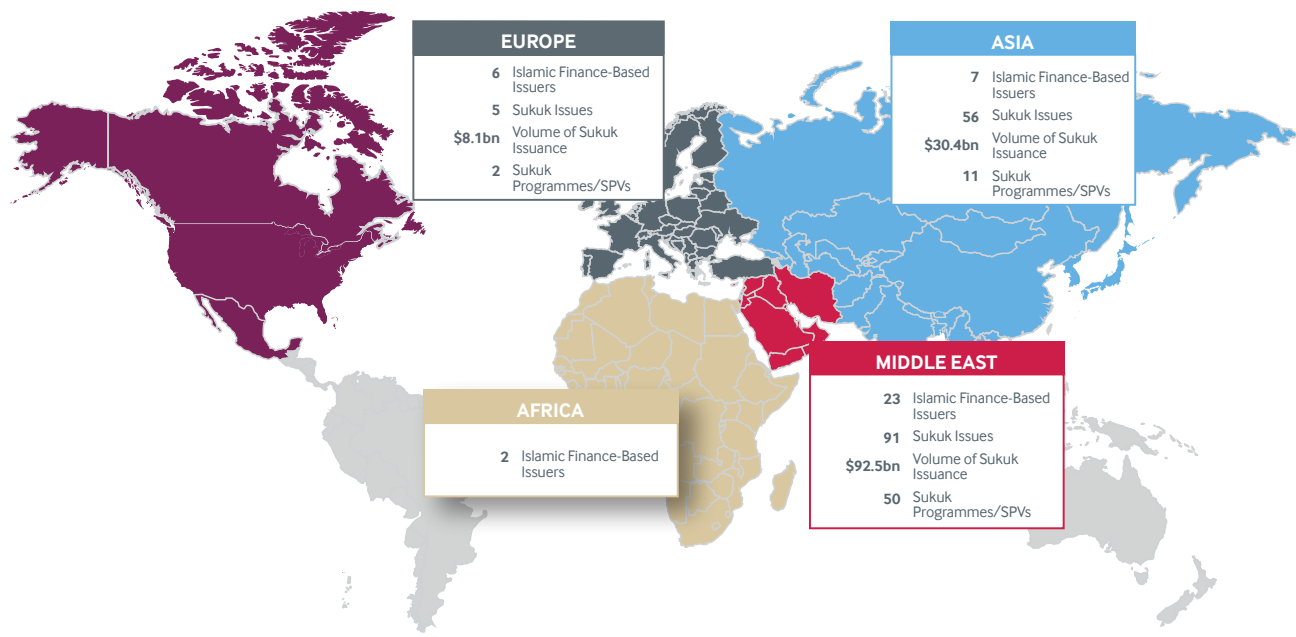 EUROPE
6 Islamic Finance-Based
Issuers
5 Sukuk Issues
$8.1bn Volume of Sukuk
Issuance
2 Sukuk
Programmes/SPVs
ASIA
7 Islamic Finance-Based
Issuers
56 Sukuk Issues
$30.4bn Volume of Sukuk
Issuance
11 Sukuk
Programmes/SPVs
AFRICA
2 Islamic Finance-Based
Issuers
MIDDLE EAST
23 Islamic Finance-Based
Issuers
91 Sukuk Issues
$92.5bn Volume of Sukuk
Issuance
50 Sukuk
Programmes/SPVs